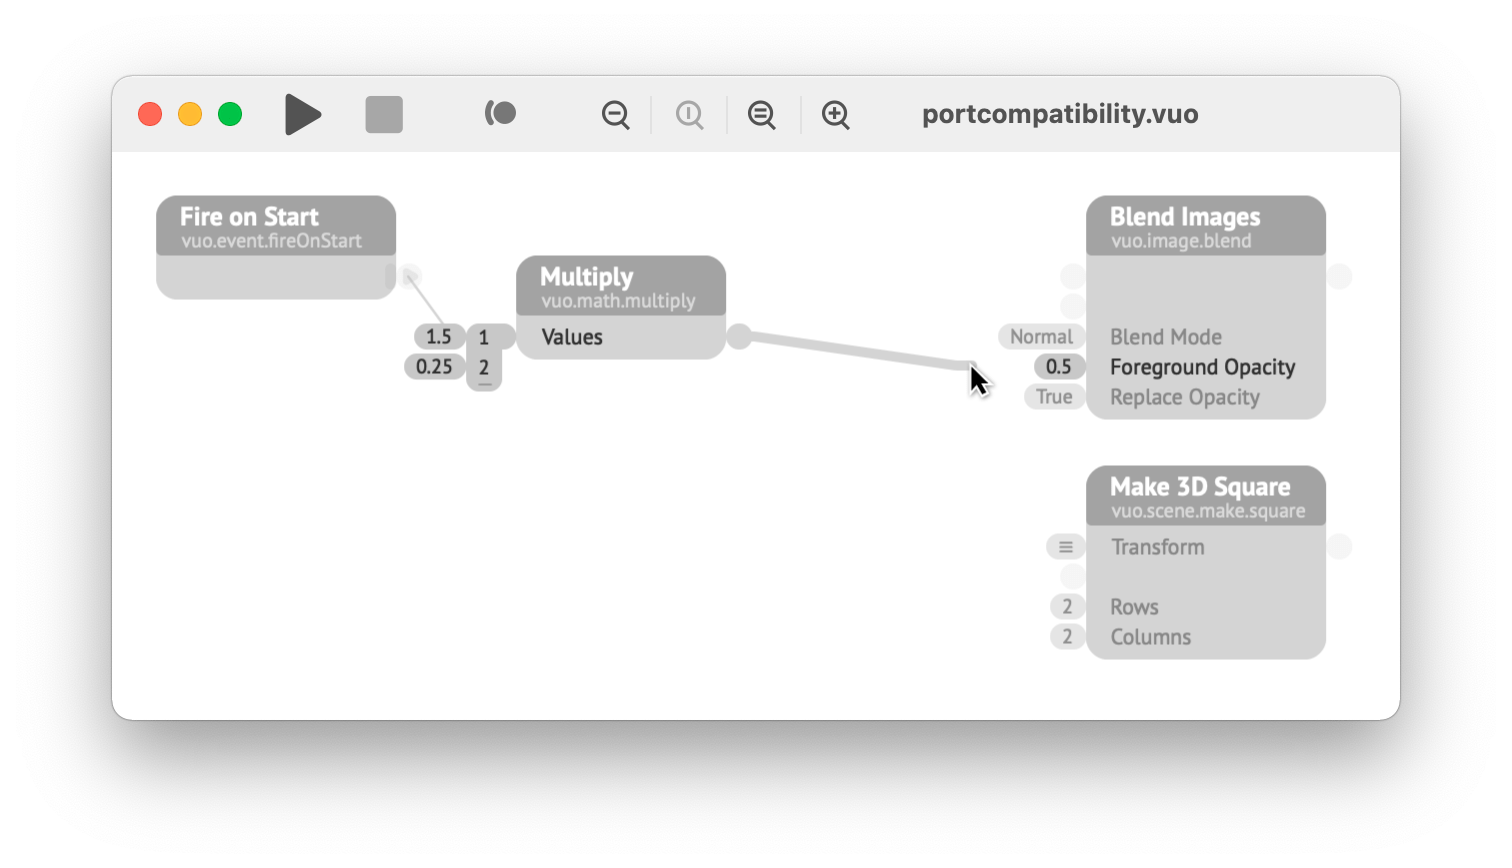 portcompatibility.vuo
Fire on Start
vuo.event.fireOnStart
Multiply
vuo.math.multiply
1.5 1 Values
0.25 2
Blend Images
vuo.image.blend
Normal Blend Mode
0.5 Foreground Opacity
True Replace Opacity
Make 3D Square
vuo.scene.make.square
Transform
2 Rows
2 Columns